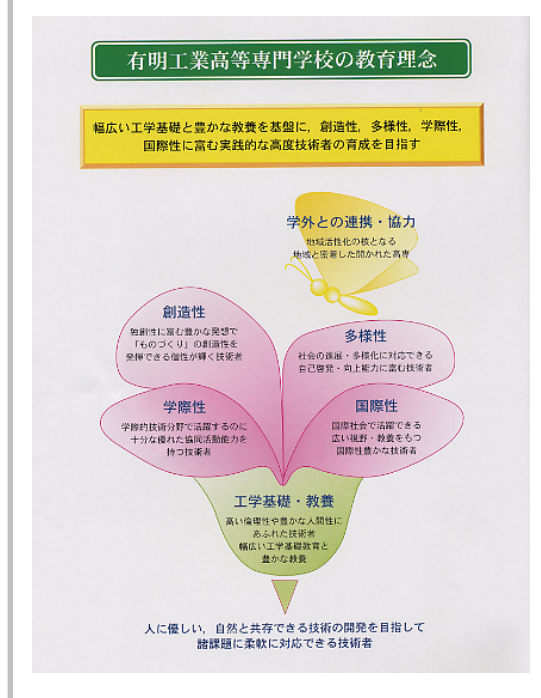 有明工業高等専門学校の教育理念
幅広い工学基礎と豊かな教養を基盤に，創造性，多様性，学際性，
国際性に富む実践的な高度技術者の育成を目指す
学外との連携・協力
地域活性化の核となる
地域と密着した開かれた高専
創造性
独創性に富む豊かな発想で
「ものづくり」の創造性を
発揮できる個性が輝く技術者
多様性
社会の進展・多様化に対応できる
自己啓発・向上能力に富む技術者
学際性
学際的技術分野で活躍するのに
十分な優れた協同活動能力を
持つ技術者
国際性
国際社会で活躍できる
広い視野・教養をもつ
国際性豊かな技術者
工学基礎・教養
高い倫理性や豊かな人間性に
あふれた技術者
幅広い工学基礎教育と
豊かな教養
人に優しい，自然と共存できる技術の開発を目指して
諸課題に柔軟に対応できる技術者